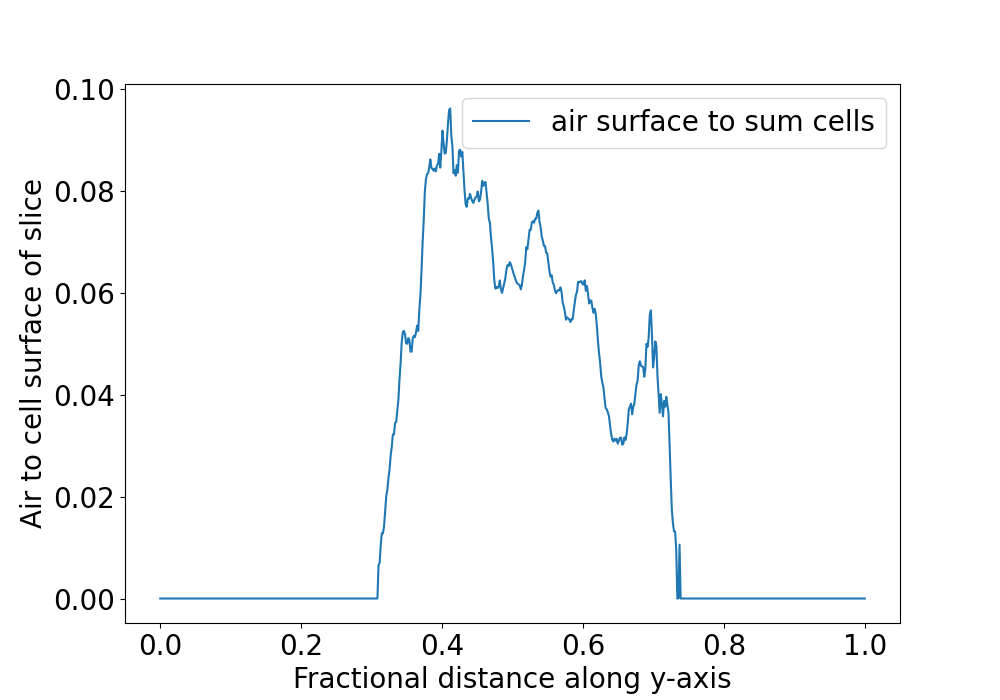 air surface to sum cells
Air to cell surface of slice
0.10
0.08
0.06
0.04
0.02
0.00
0.0 0.2 0.4 0.6 0.8 1.0
Fractional distance along y-axis